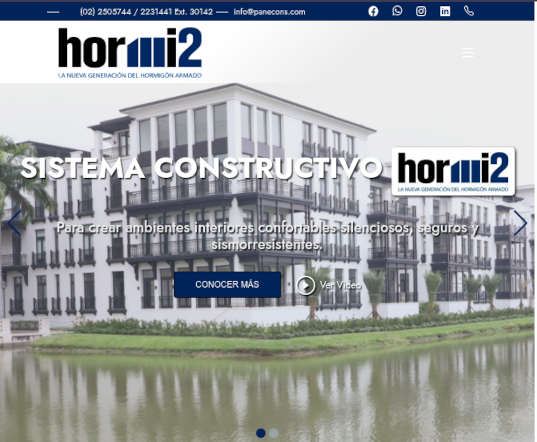 (02) 2505744 / 2231441 Ext. 30142 — info@panecons.com
hormi2
LA NUEVA GENERACIÓN DEL HORMIGÓN ARMADO
SISTEMA CONSTRUCTIVO
hormi2
LA NUEVA GENERACIÓN DEL HORMIGÓN ARMADO
Para crear ambientes interiores confortables silenciosos, seguros y
sismorresistentes.
CONOCER MÁS
Ver Video